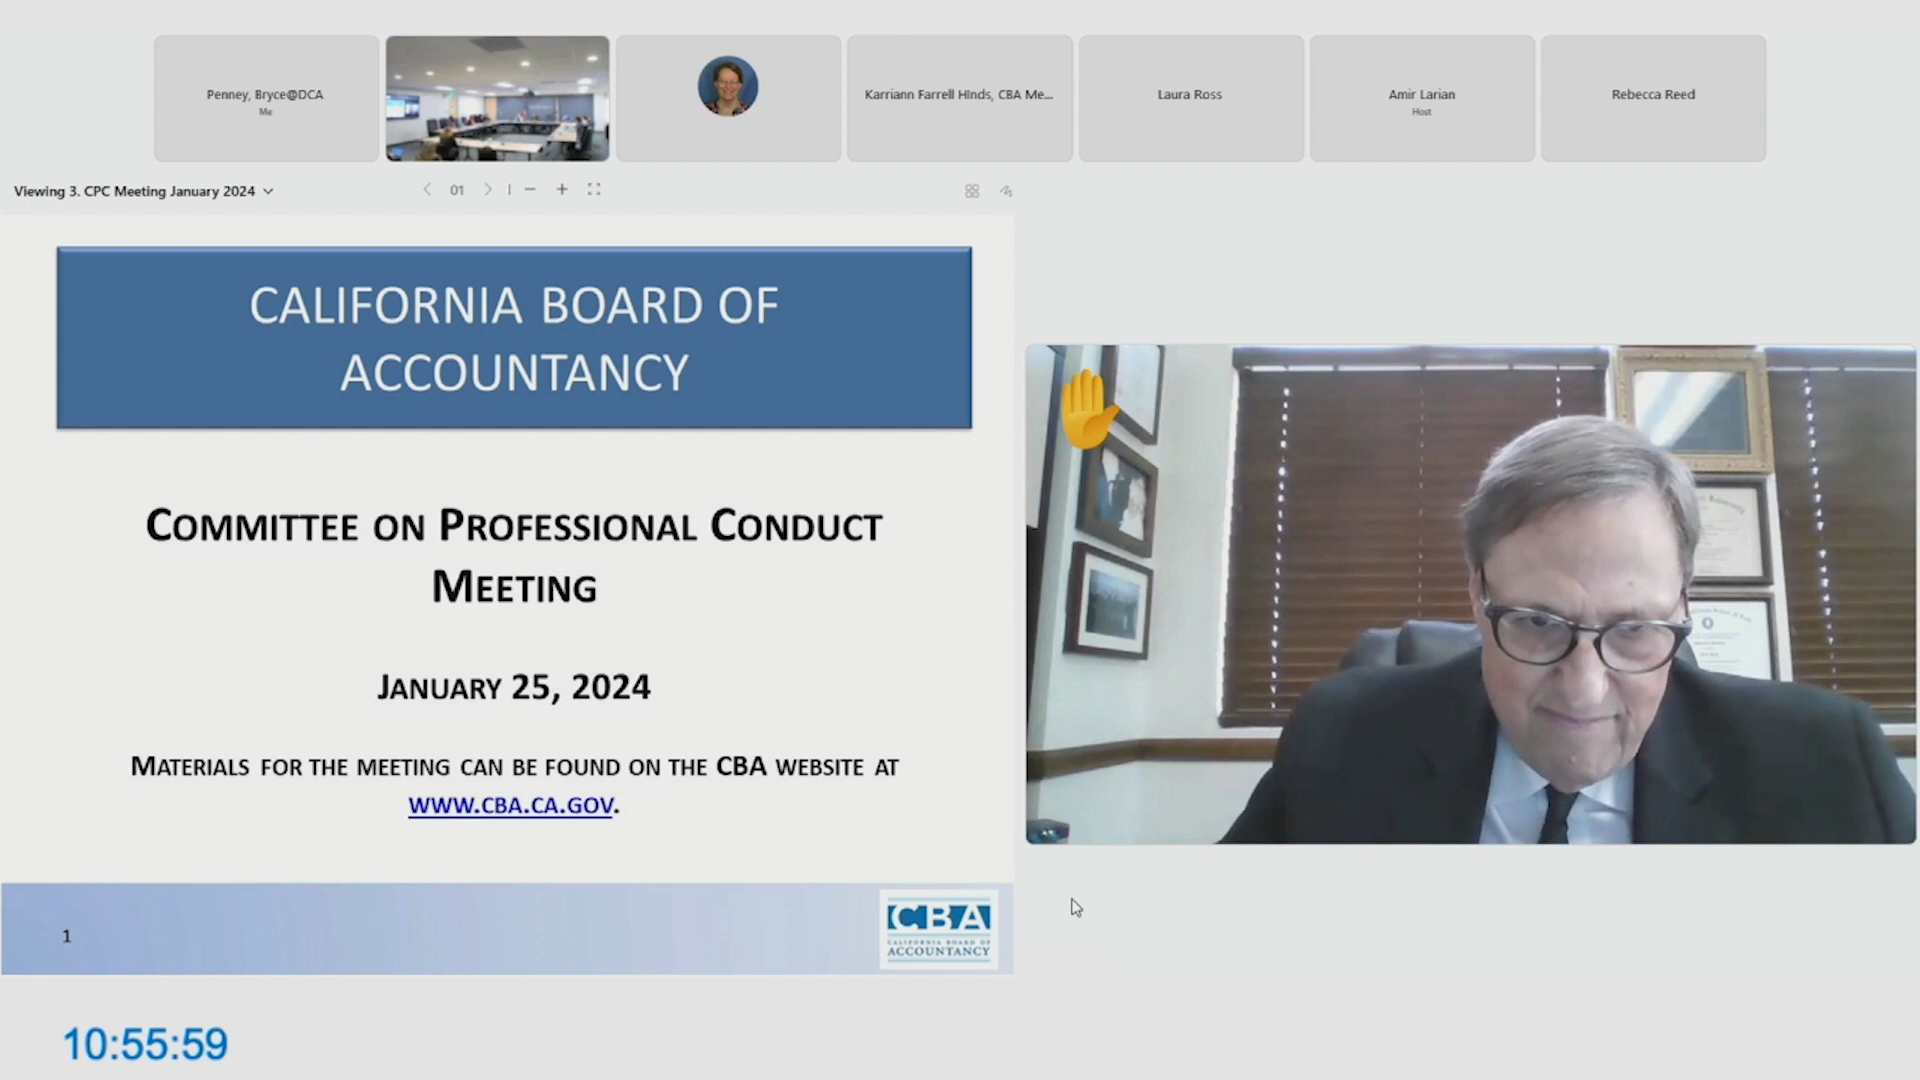 Penney, Bryce@DCA
Me
Karriann Farrell HInds, CBA Me...
Laura Ross
Amir Larian
Host
Rebecca Reed
Viewing 3. CPC Meeting January 2024
01
CALIFORNIA BOARD OF
ACCOUNTANCY
COMMITTEE ON PROFESSIONAL CONDUCT
MEETING
JANUARY 25, 2024
MATERIALS FOR THE MEETING CAN BE FOUND ON THE CBA WEBSITE AT
WWW.CBA.CA.GOV.
1
CBA
CALIFORNIA BOARD OF
ACCOUNTANCY
10:55:59